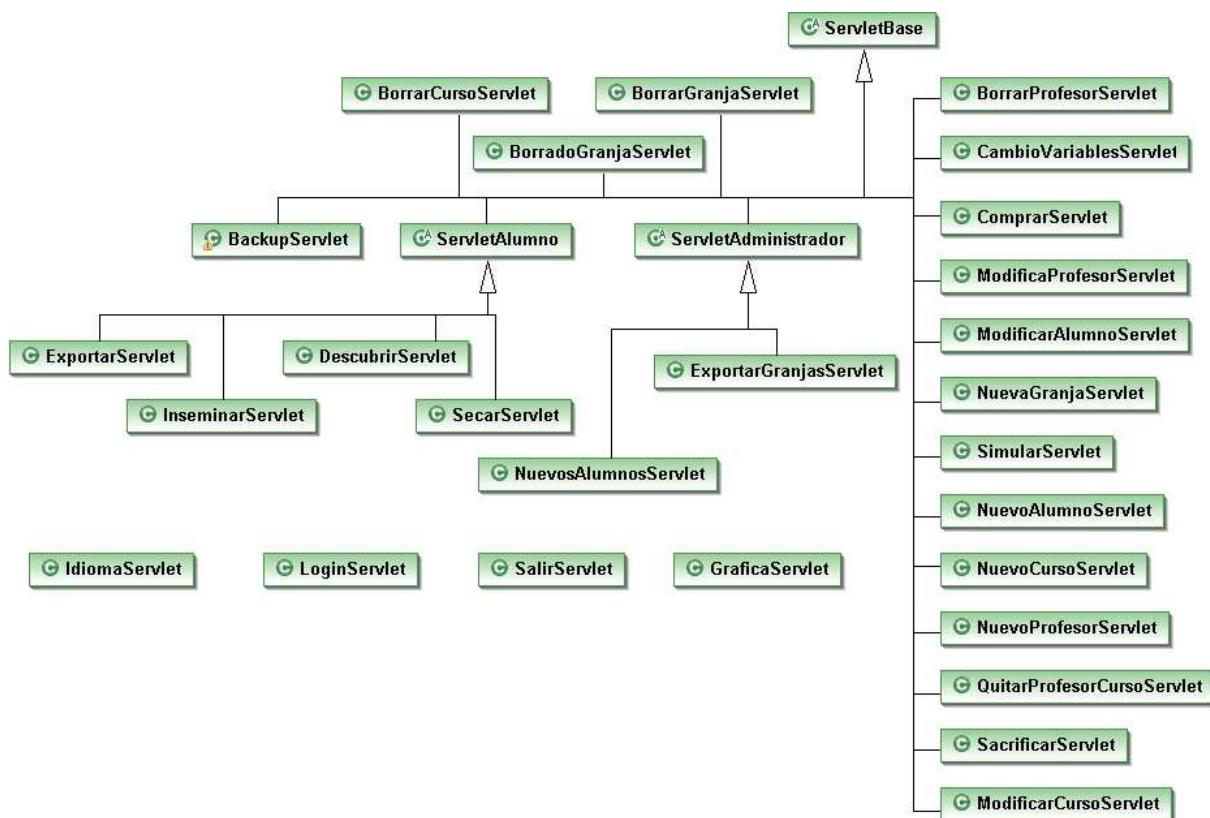 ServletBase
BorrarCursoServlet
BorrarGranjaServlet
BorrarProfesorServlet
BorradoGranjaServlet
CambioVariablesServlet
ComprarServlet
BackupServlet
ServletAlumno
ServletAdministrador
ModificaProfesorServlet
ModificarAlumnoServlet
ExportarServlet
DescubrirServlet
ExportarGranjasServlet
NuevaGranjaServlet
InseminarServlet
SecarServlet
SimularServlet
NuevosAlumnosServlet
NuevoAlumnoServlet
IdiomaServlet
LoginServlet
SalirServlet
GraficaServlet
NuevoCursoServlet
NuevoProfesorServlet
QuitarProfesorCursoServlet
SacrificarServlet
ModificarCursoServlet